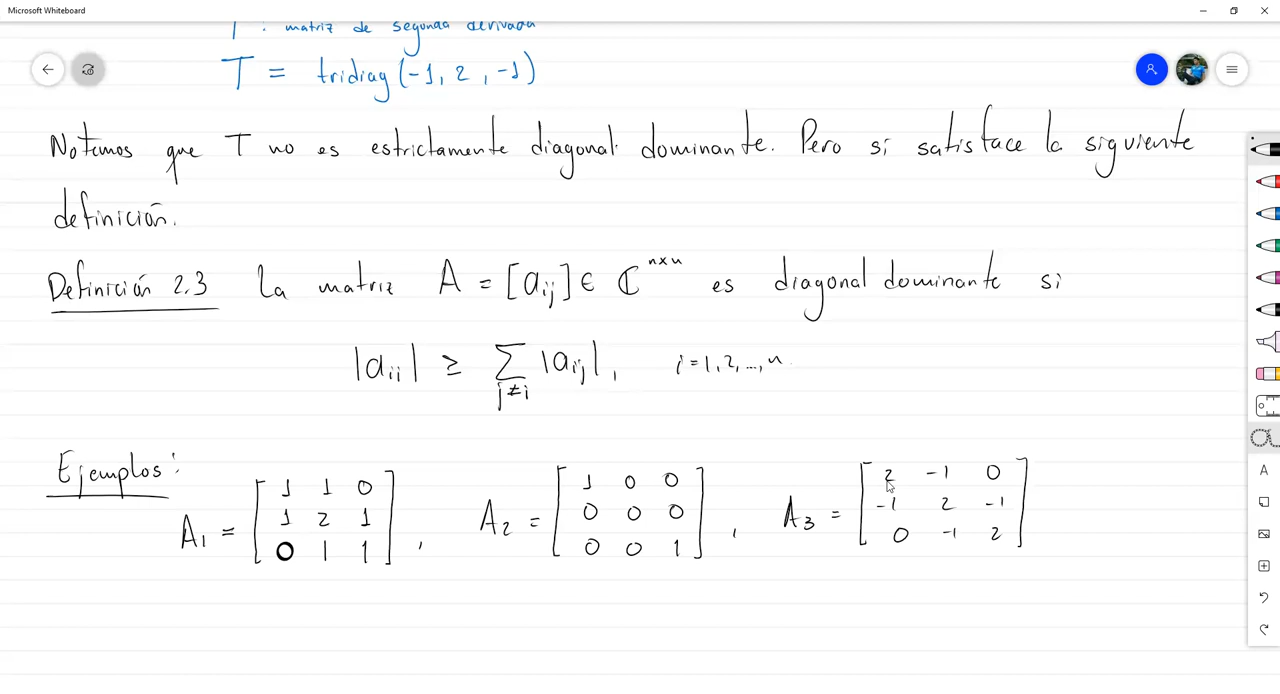 Microsoft Whiteboard
T : matriz de segunda derivada
T = tridiag(-1, 2, -1)
Notemos que T no es estrictamente diagonal dominante. Pero si satisface la siguiente
definición.
Definición 2.3 La matriz A = [a_ij] ∈ ℂ^{n×n} es diagonal dominante si
|a_ii| ≥ ∑_{j≠i} |a_ij|, i = 1, 2, ..., n.
Ejemplos:
A₁ = [1 1 0; 1 2 1; 0 1 1], A₂ = [1 0 0; 0 0 0; 0 0 1], A₃ = [2 -1 0; -1 2 -1; 0 -1 2]